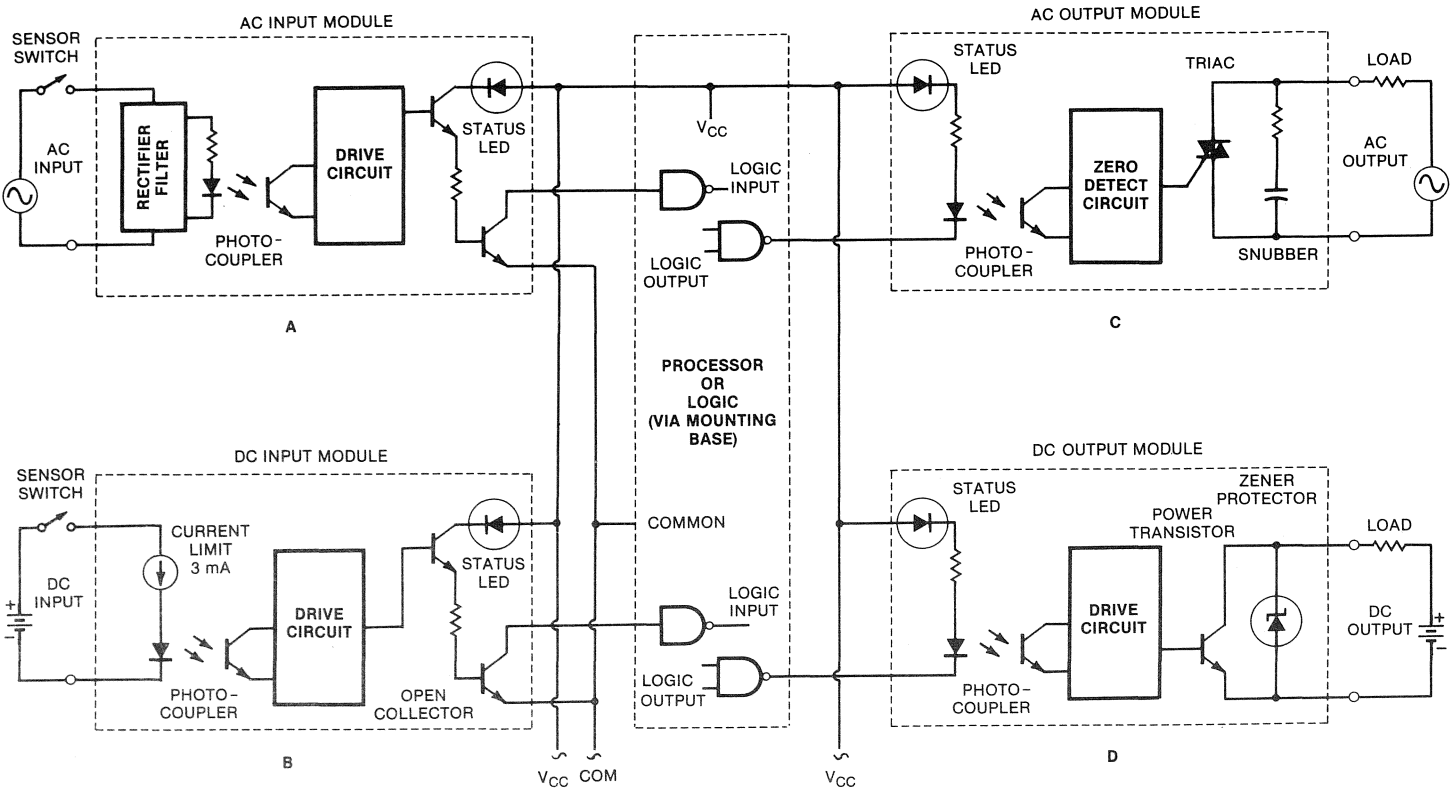 AC INPUT MODULE
SENSOR
SWITCH
AC
INPUT
RECTIFIER
FILTER
PHOTO-
COUPLER
DRIVE
CIRCUIT
STATUS
LED
A
VCC
LOGIC
INPUT
LOGIC
OUTPUT
PROCESSOR
OR
LOGIC
(VIA MOUNTING
BASE)
COMMON
LOGIC
INPUT
LOGIC
OUTPUT
AC OUTPUT MODULE
STATUS
LED
PHOTO-
COUPLER
ZERO
DETECT
CIRCUIT
TRIAC
SNUBBER
LOAD
AC
OUTPUT
C
DC INPUT MODULE
SENSOR
SWITCH
DC
INPUT
+
-
CURRENT
LIMIT
3 mA
PHOTO-
COUPLER
DRIVE
CIRCUIT
STATUS
LED
OPEN
COLLECTOR
B
VCC COM
VCC
DC OUTPUT MODULE
STATUS
LED
PHOTO-
COUPLER
DRIVE
CIRCUIT
POWER
TRANSISTOR
ZENER
PROTECTOR
LOAD
DC
OUTPUT
+
-
D